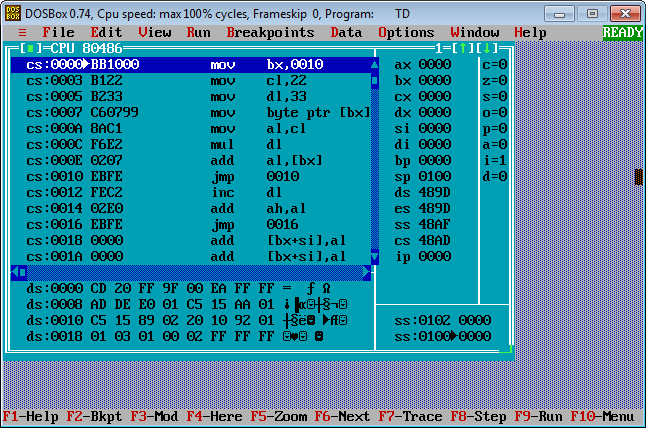 DOSBox 0.74, Cpu speed: max 100% cycles, Frameskip 0, Program: TD
≡ File Edit View Run Breakpoints Data Options Window Help READY
[■]=CPU 80486 1=[↑][↓]
cs:0000►BB1000 mov bx,0010 ax 0000 c=0
cs:0003 B122 mov cl,22 bx 0000 z=0
cs:0005 B233 mov dl,33 cx 0000 s=0
cs:0007 C60799 mov byte ptr [bx] dx 0000 o=0
cs:000A 8AC1 mov al,cl si 0000 p=0
cs:000C F6E2 mul dl di 0000 a=0
cs:000E 0207 add al,[bx] bp 0000 i=1
cs:0010 EBFE jmp 0010 sp 0100 d=0
cs:0012 FEC2 inc dl ds 489D
cs:0014 02E0 add ah,al es 489D
cs:0016 EBFE jmp 0016 ss 48AF
cs:0018 0000 add [bx+si],al cs 48AD
cs:001A 0000 add [bx+si],al ip 0000
ds:0000 CD 20 FF 9F 00 EA FF FF = ƒ Ω
ds:0008 AD DE E0 01 C5 15 AA 01
ds:0010 C5 15 89 02 20 10 92 01 ss:0102 0000
ds:0018 01 03 01 00 02 FF FF FF ss:0100►0000
F1-Help F2-Bkpt F3-Mod F4-Here F5-Zoom F6-Next F7-Trace F8-Step F9-Run F10-Menu